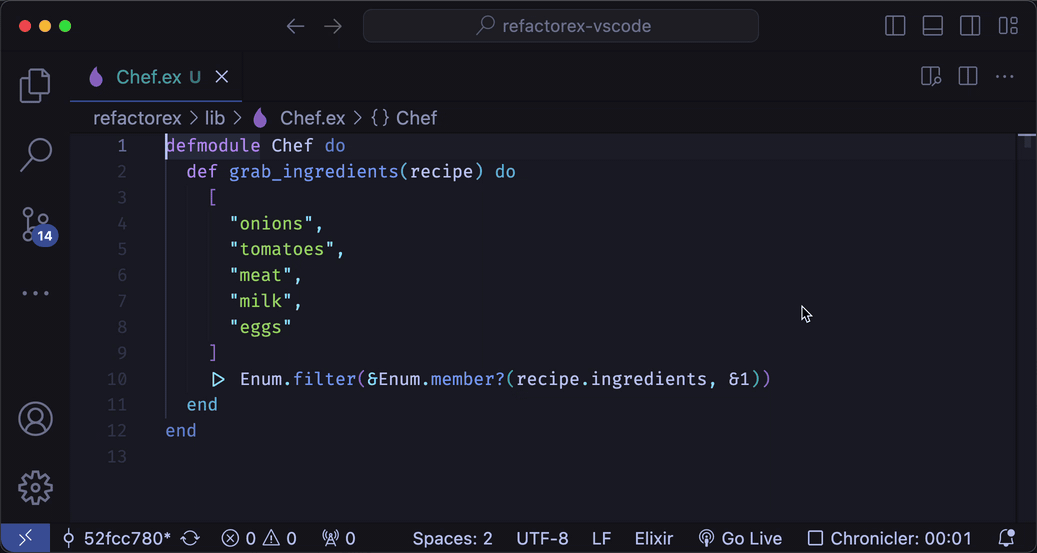 refactorex-vscode
Chef.ex U
refactorex > lib > Chef.ex > {} Chef
1 defmodule Chef do
2 def grab_ingredients(recipe) do
3 [
4 "onions",
5 "tomatoes",
6 "meat",
7 "milk",
8 "eggs"
9 ]
10 |> Enum.filter(&Enum.member?(recipe.ingredients, &1))
11 end
12 end
13
14
52fcc780* 0 0 0 Spaces: 2 UTF-8 LF Elixir Go Live Chronicler: 00:01